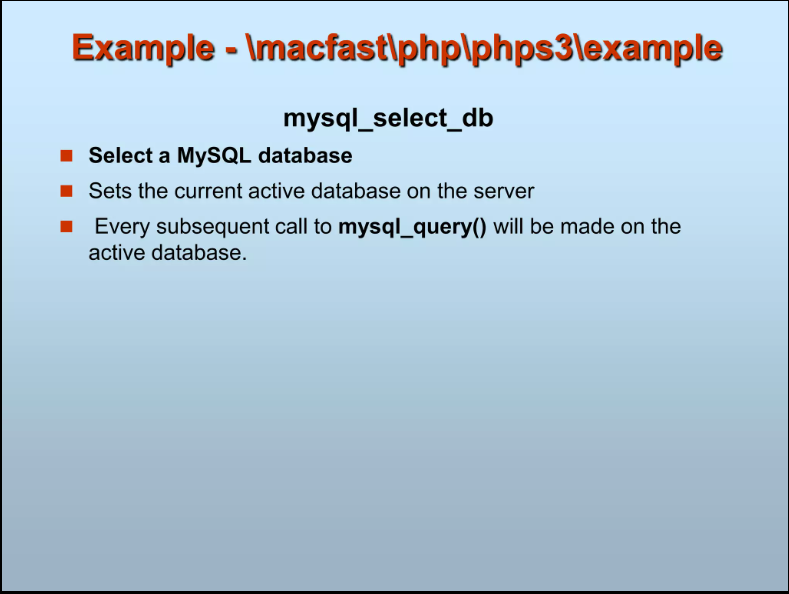 Example - \macfast\php\phps3\example
mysql_select_db
Select a MySQL database
Sets the current active database on the server
Every subsequent call to mysql_query() will be made on the
active database.